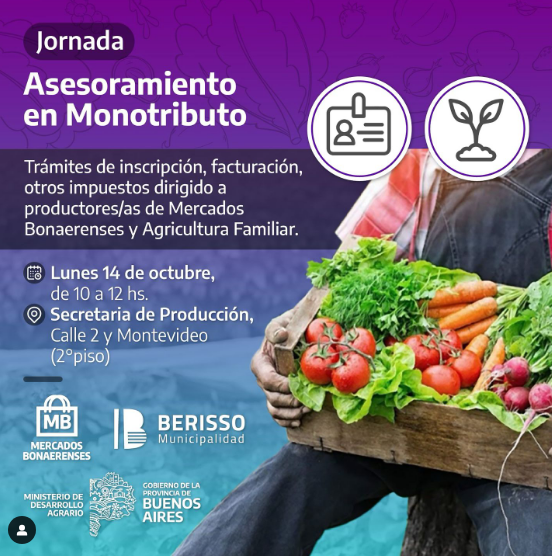 Jornada
Asesoramiento
en Monotributo
Trámites de inscripción, facturación,
otros impuestos dirigido a
productores/as de Mercados
Bonaerenses y Agricultura Familiar.
Lunes 14 de octubre,
de 10 a 12 hs.
Secretaria de Producción,
Calle 2 y Montevideo
(2°piso)
MB
MERCADOS
BONAERENSES
BERISSO
Municipalidad
MINISTERIO DE
DESARROLLO
AGRARIO
GOBIERNO DE LA
PROVINCIA DE
BUENOS
AIRES